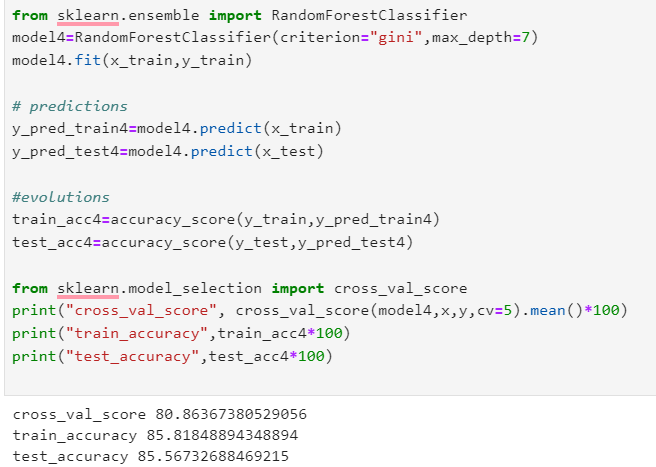 from sklearn.ensemble import RandomForestClassifier
model4=RandomForestClassifier(criterion="gini",max_depth=7)
model4.fit(x_train,y_train)
# predictions
y_pred_train4=model4.predict(x_train)
y_pred_test4=model4.predict(x_test)
#evolutions
train_acc4=accuracy_score(y_train,y_pred_train4)
test_acc4=accuracy_score(y_test,y_pred_test4)
from sklearn.model_selection import cross_val_score
print("cross_val_score", cross_val_score(model4,x,y,cv=5).mean()*100)
print("train_accuracy",train_acc4*100)
print("test_accuracy",test_acc4*100)
cross_val_score 80.86367380529056
train_accuracy 85.81848894348894
test_accuracy 85.56732688469215